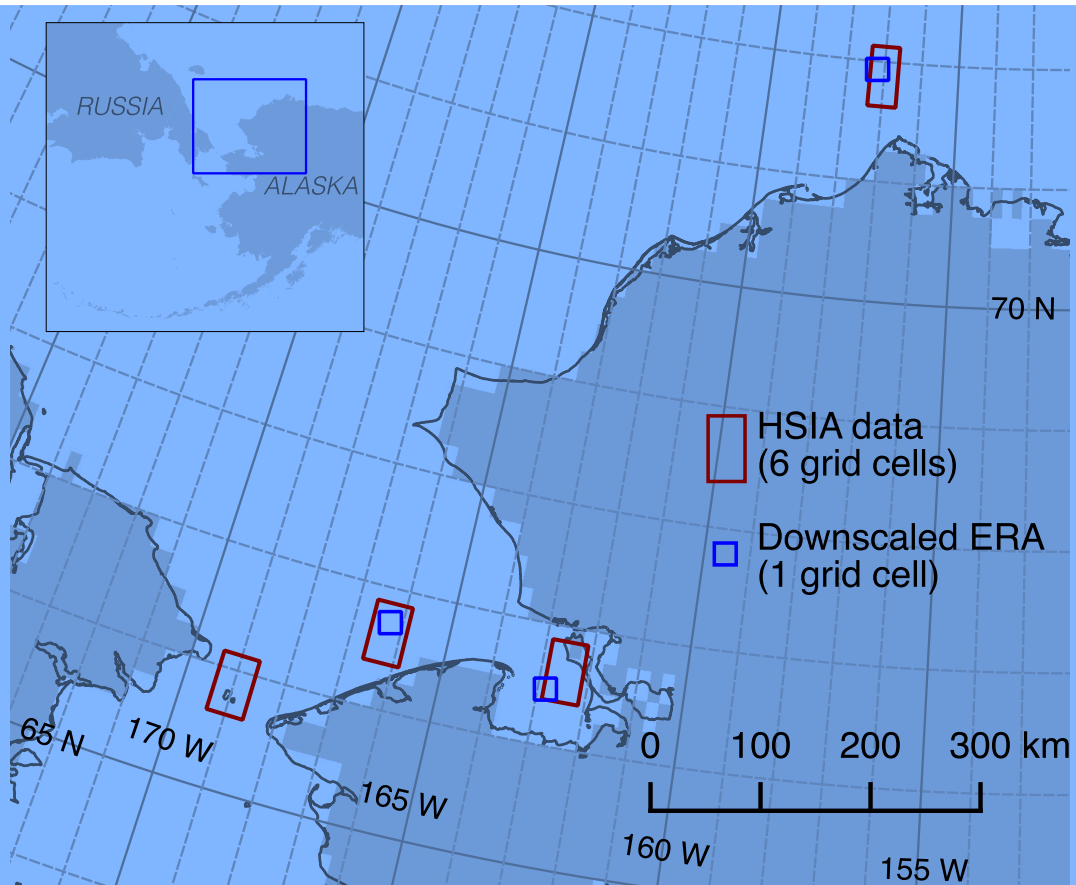 RUSSIA
ALASKA
70 N
HSIA data
(6 grid cells)
Downscaled ERA
(1 grid cell)
65 N
170 W
165 W
0 100 200 300 km
160 W
155 W